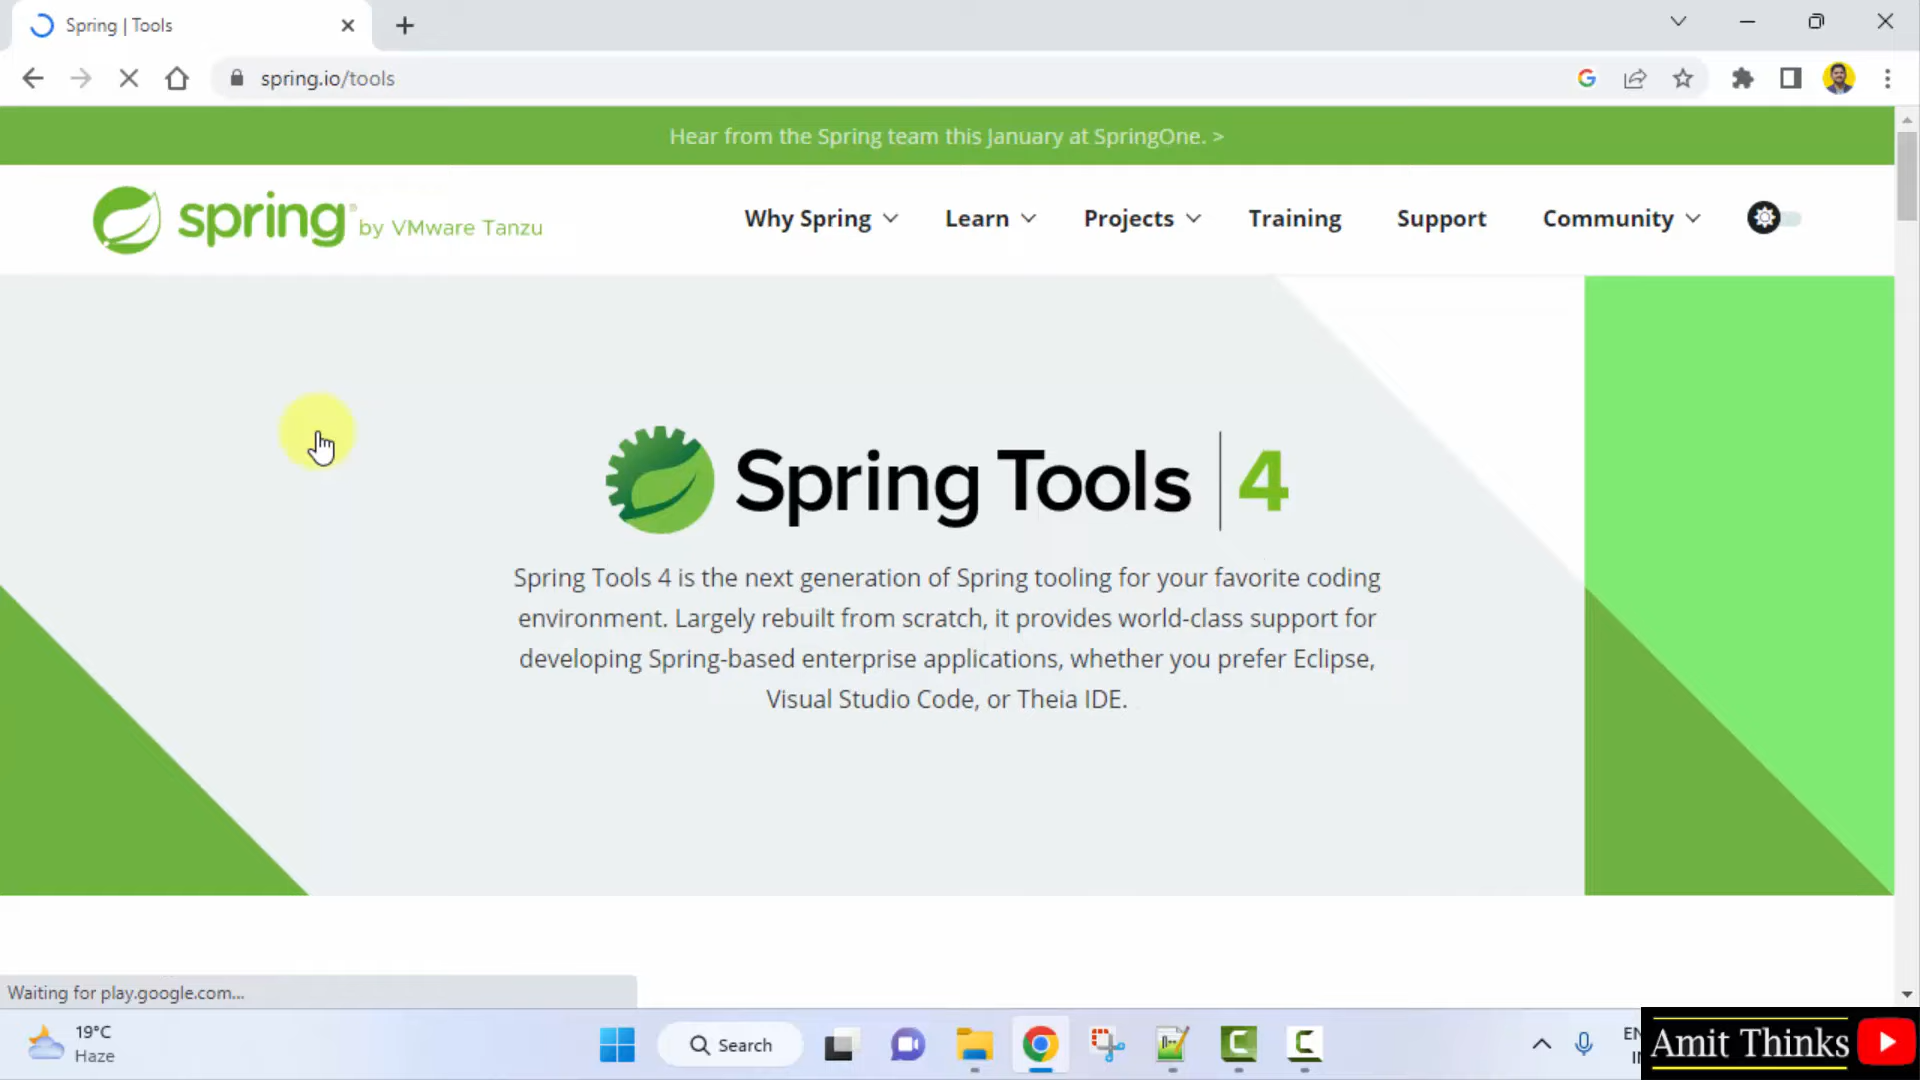 Spring | Tools
spring.io/tools
Hear from the Spring team this January at SpringOne. >
spring by VMware Tanzu
Why Spring
Learn
Projects
Training
Support
Community
Spring Tools 4
Spring Tools 4 is the next generation of Spring tooling for your favorite coding
environment. Largely rebuilt from scratch, it provides world-class support for
developing Spring-based enterprise applications, whether you prefer Eclipse,
Visual Studio Code, or Theia IDE.
Waiting for play.google.com...
19°C
Haze
Search
Amit Thinks